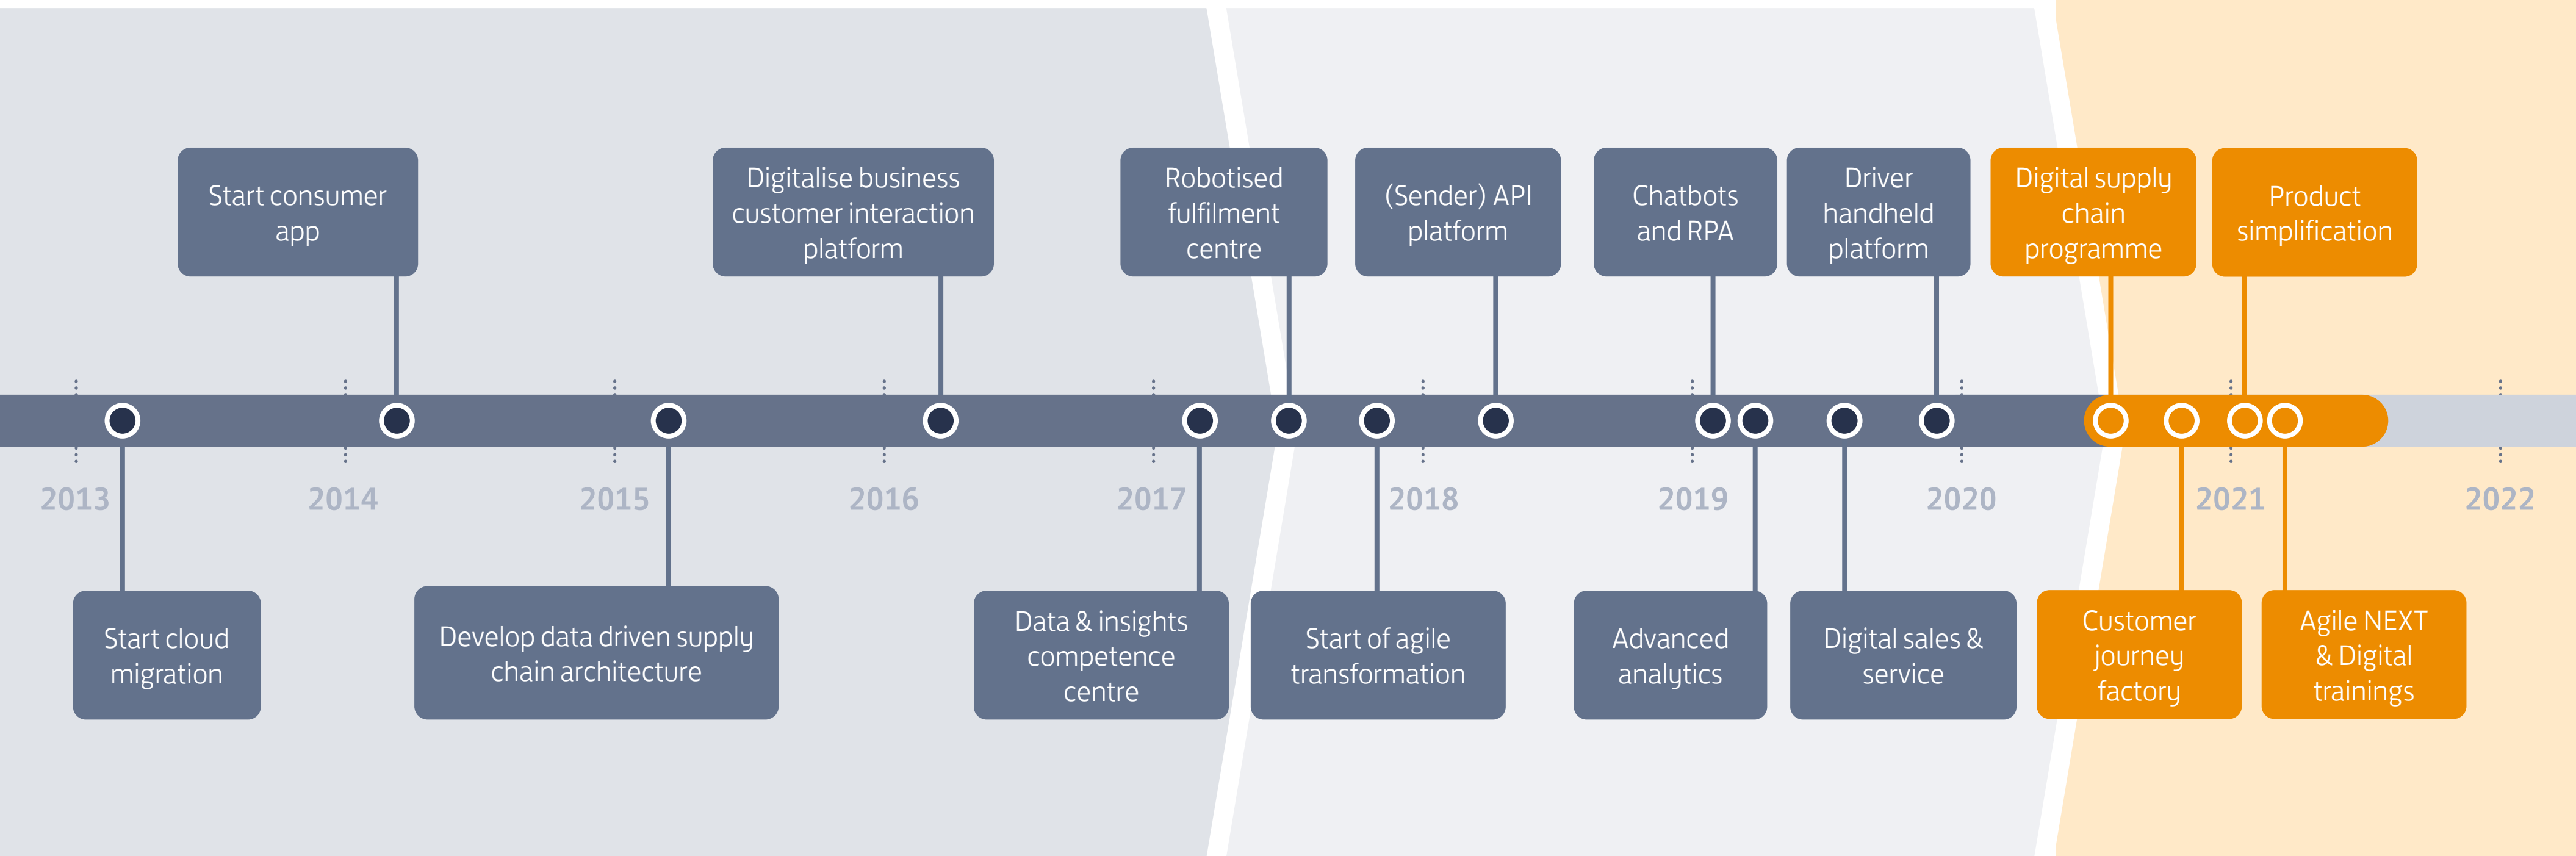 Start consumer
app
Digitalise business
customer interaction
platform
Robotised
fulfilment
centre
(Sender) API
platform
Chatbots
and RPA
Driver
handheld
platform
Digital supply
chain
programme
Product
simplification
2013
2014
2015
2016
2017
2018
2019
2020
2021
2022
Start cloud
migration
Develop data driven supply
chain architecture
Data & insights
competence
centre
Start of agile
transformation
Advanced
analytics
Digital sales &
service
Customer
journey
factory
Agile NEXT
& Digital
trainings